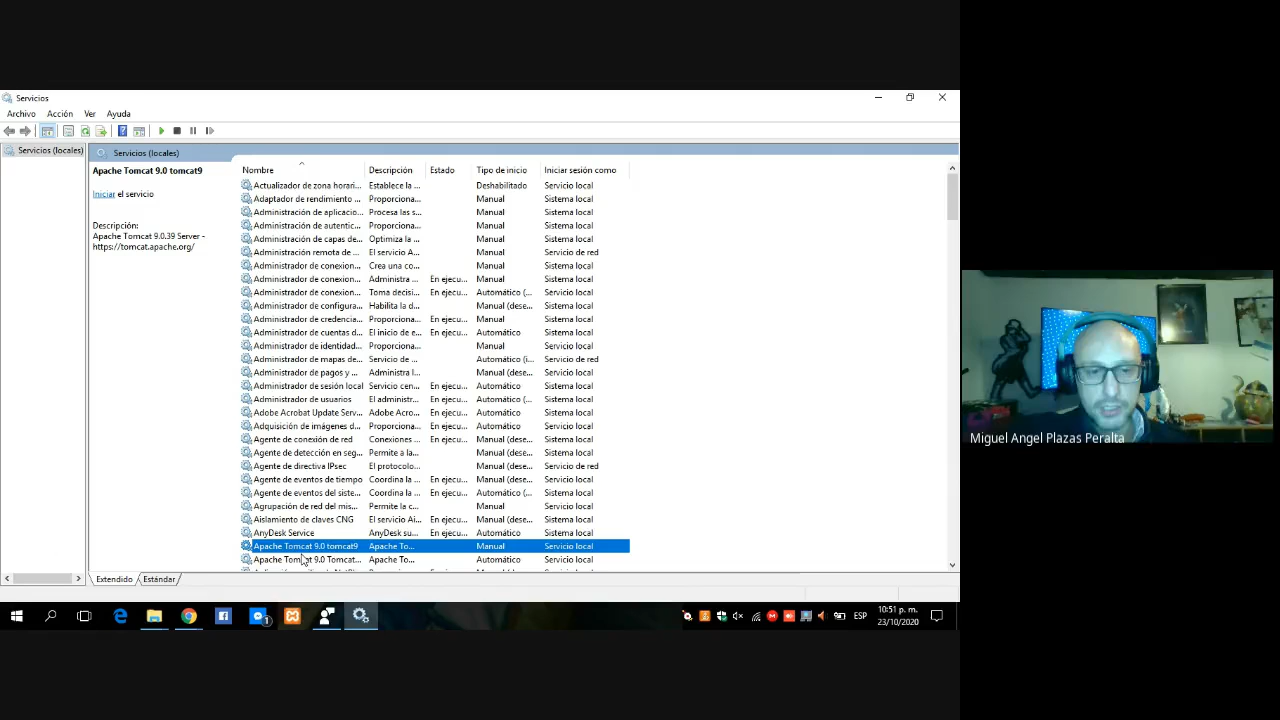 Servicios
Archivo Acción Ver Ayuda
Servicios (locales)
Servicios (locales)
Apache Tomcat 9.0 tomcat9
Iniciar el servicio
Descripción:
Apache Tomcat 9.0.39 Server -
https://tomcat.apache.org/
Nombre Descripción Estado Tipo de inicio Iniciar sesión como
Actualizador de zona horari... Establece la ... Deshabilitado Servicio local
Adaptador de rendimiento ... Proporciona... Manual Sistema local
Administración de aplicacio... Procesa las s... Manual Sistema local
Administración de autentic... Proporciona... Manual Sistema local
Administración de capas de... Optimiza la ... Manual Sistema local
Administración remota de ... El servicio A... Manual Servicio de red
Administrador de conexion... Crea una co... Manual Sistema local
Administrador de conexion... Administra ... En ejecu... Manual Sistema local
Administrador de conexion... Toma decisi... En ejecu... Automático (... Servicio local
Administrador de configura... Habilita la d... Manual (dese... Sistema local
Administrador de credencia... Proporciona... En ejecu... Manual Sistema local
Administrador de cuentas d... El inicio de e... En ejecu... Automático Sistema local
Administrador de identidad... Proporciona... Manual Servicio local
Administrador de mapas de... Servicio de ... Automático (i... Servicio de red
Administrador de pagos y ... Administra l... En ejecu... Manual (dese... Servicio local
Administrador de sesión local Servicio cen... En ejecu... Automático Sistema local
Administrador de usuarios El administr... En ejecu... Automático (... Sistema local
Adobe Acrobat Update Serv... Adobe Acro... En ejecu... Automático Sistema local
Adquisición de imágenes d... Proporciona... En ejecu... Automático Servicio local
Agente de conexión de red Conexiones ... En ejecu... Manual (dese... Sistema local
Agente de detección en seg... Permite a la... Manual (dese... Sistema local
Agente de directiva IPsec El protocolo... Manual (dese... Servicio de red
Agente de eventos de tiempo Coordina la ... En ejecu... Manual (dese... Servicio local
Agente de eventos del siste... Coordina la ... En ejecu... Automático (... Sistema local
Agrupación de red del mis... Permite la c... Manual Servicio local
Aislamiento de claves CNG El servicio Ai... En ejecu... Manual (dese... Sistema local
AnyDesk Service AnyDesk su... En ejecu... Automático Sistema local
Apache Tomcat 9.0 tomcat9 Apache To... Manual Servicio local
Apache Tomcat 9.0 Tomcat... Apache To... Automático Servicio local
Extendido Estándar
ESP
10:51 p. m.
23/10/2020
Miguel Angel Plazas Peralta